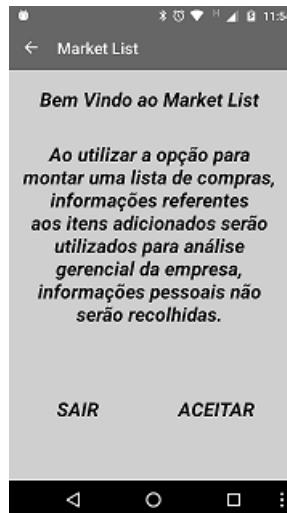 11:5
Market List
Bem Vindo ao Market List
Ao utilizar a opção para
montar uma lista de compras,
informações referentes
aos itens adicionados serão
utilizados para análise
gerencial da empresa,
informações pessoais não
serão recolhidas.
SAIR ACEITAR